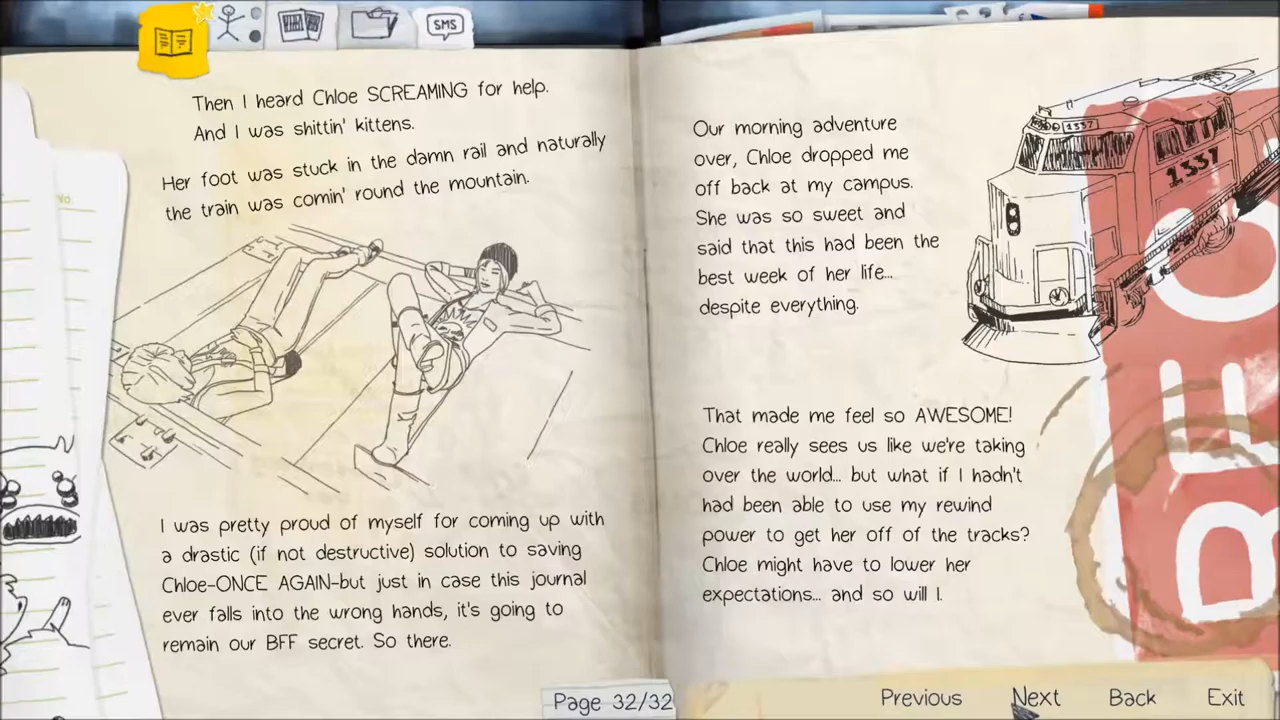 SMS
Then I heard Chloe SCREAMING for help.
And I was shittin' kittens.
Her foot was stuck in the damn rail and naturally
the train was comin' round the mountain.
I was pretty proud of myself for coming up with
a drastic (if not destructive) solution to saving
Chloe-ONCE AGAIN-but just in case this journal
ever falls into the wrong hands, it's going to
remain our BFF secret. So there.
Our morning adventure
over, Chloe dropped me
off back at my campus.
She was so sweet and
said that this had been the
best week of her life...
despite everything.
1337
1337
That made me feel so AWESOME!
Chloe really sees us like we're taking
over the world... but what if I hadn't
had been able to use my rewind
power to get her off of the tracks?
Chloe might have to lower her
expectations... and so will I.
Page 32/32
Previous Next Back Exit